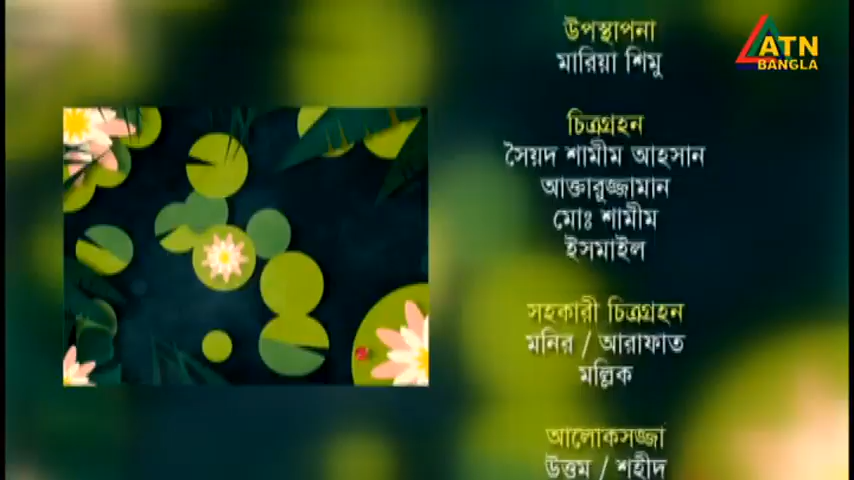 উপস্থাপনা
মারিয়া শিমু
ATN
BANGLA
চিত্রগ্রহন
সৈয়দ শামীম আহসান
আক্তারুজ্জামান
মোঃ শামীম
ইসমাইল
সহকারী চিত্রগ্রহন
মনির / আরাফাত
মল্লিক
আলোকসজ্জা
উত্তম / শহীদ